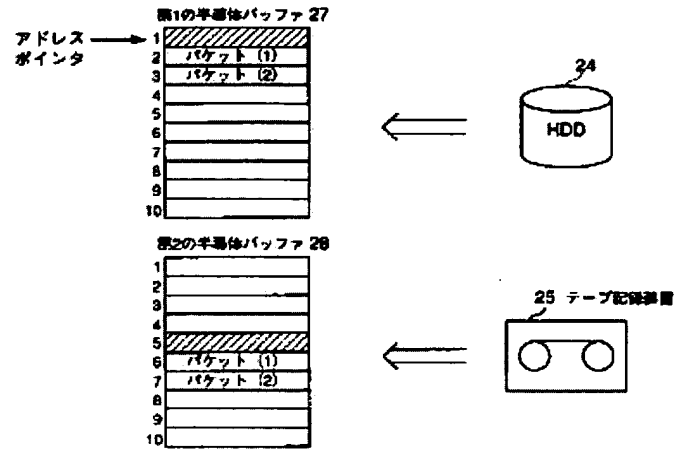 第1の半導体バッファ 27
アドレス
ポインタ
1
2 パケット (1)
3 パケット (2)
4
5
6
7
8
9
10
24
HDD
第2の半導体バッファ 28
1
2
3
4
5
6 パケット (1)
7 パケット (2)
8
9
10
25 テープ記録装置